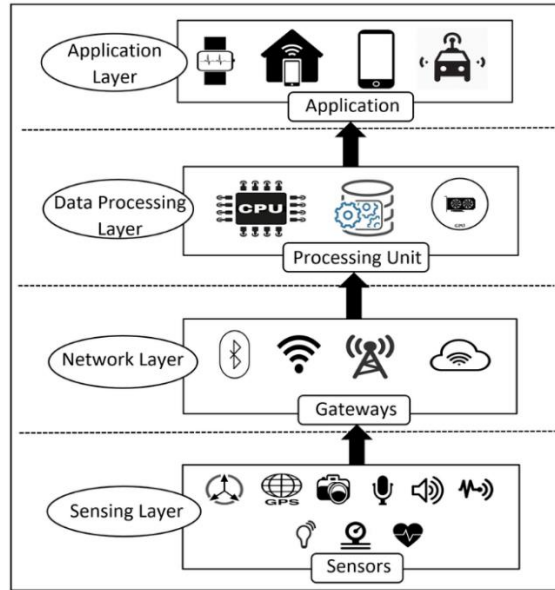 Application
Layer
Application
Data Processing
Layer
CPU
Processing Unit
Network Layer
Gateways
Sensing Layer
GPS
Sensors